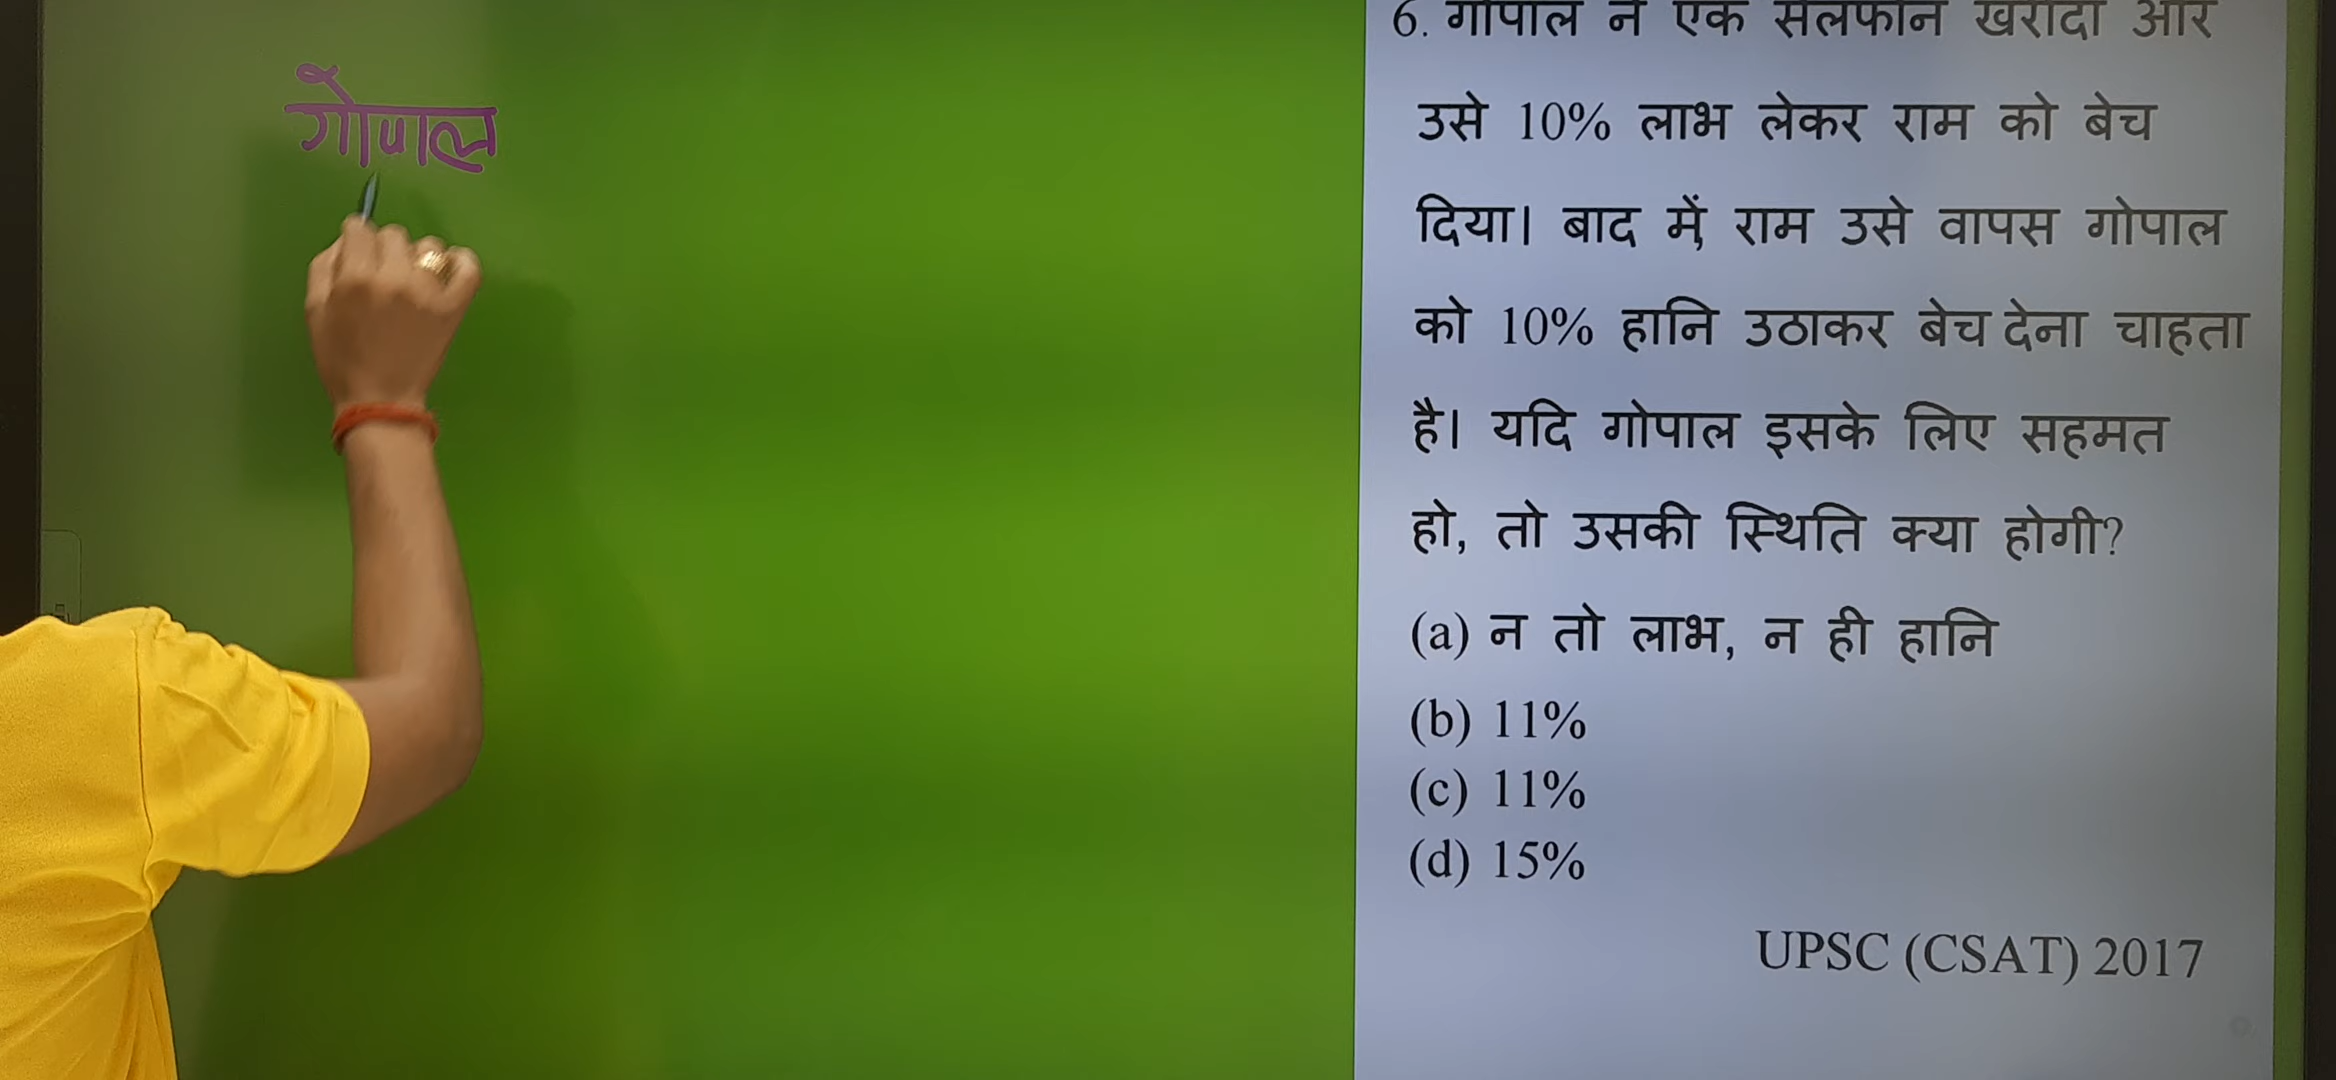 गोपाल
6. गोपाल ने एक सेलफोन खरीदा और
उसे 10% लाभ लेकर राम को बेच
दिया। बाद में, राम उसे वापस गोपाल
को 10% हानि उठाकर बेच देना चाहता
है। यदि गोपाल इसके लिए सहमत
हो, तो उसकी स्थिति क्या होगी?
(a) न तो लाभ, न ही हानि
(b) 11%
(c) 11%
(d) 15%
UPSC (CSAT) 2017